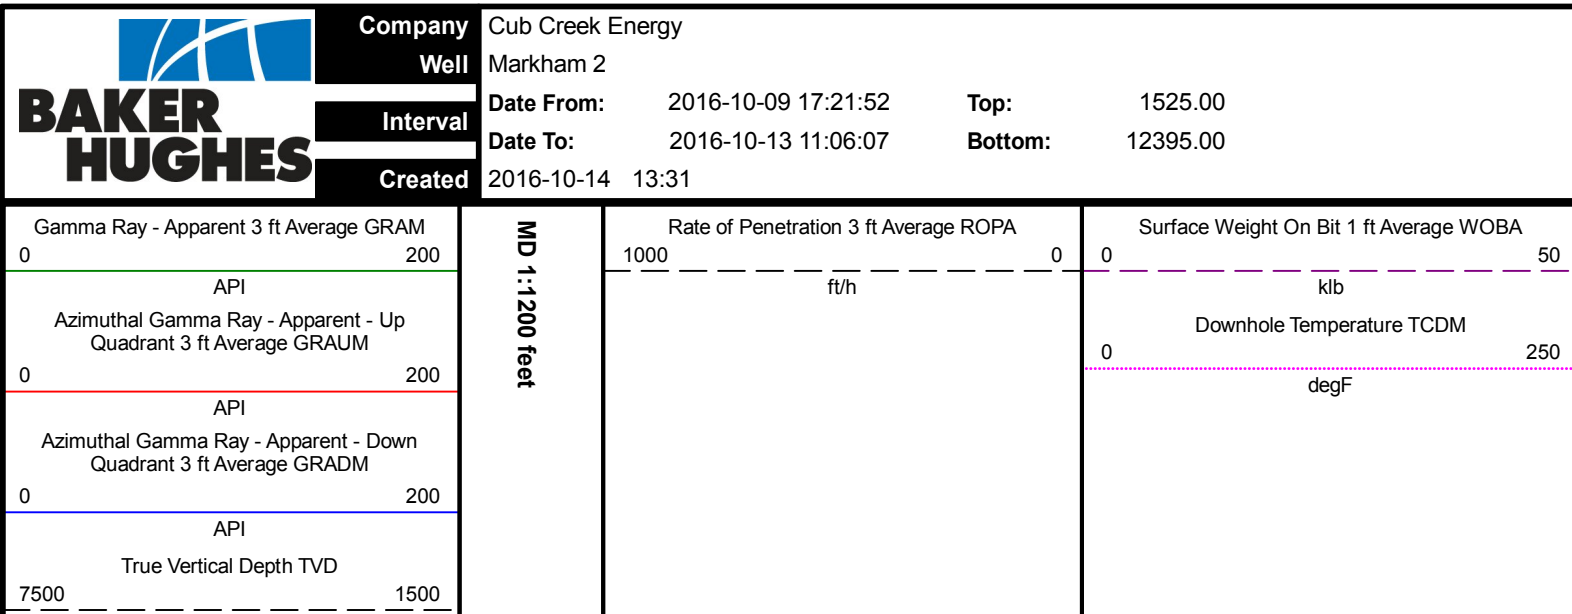 BAKER
HUGHES
Company Cub Creek Energy
Well Markham 2
Interval
Date From: 2016-10-09 17:21:52 Top: 1525.00
Date To: 2016-10-13 11:06:07 Bottom: 12395.00
Created 2016-10-14 13:31
Gamma Ray - Apparent 3 ft Average GRAM
0 200
API
Azimuthal Gamma Ray - Apparent - Up
Quadrant 3 ft Average GRAUM
0 200
API
Azimuthal Gamma Ray - Apparent - Down
Quadrant 3 ft Average GRADM
0 200
API
True Vertical Depth TVD
7500 1500
MD 1:1200 feet
Rate of Penetration 3 ft Average ROPA
1000 0
ft/h
Surface Weight On Bit 1 ft Average WOBA
0 50
klb
Downhole Temperature TCDM
0 250
degF